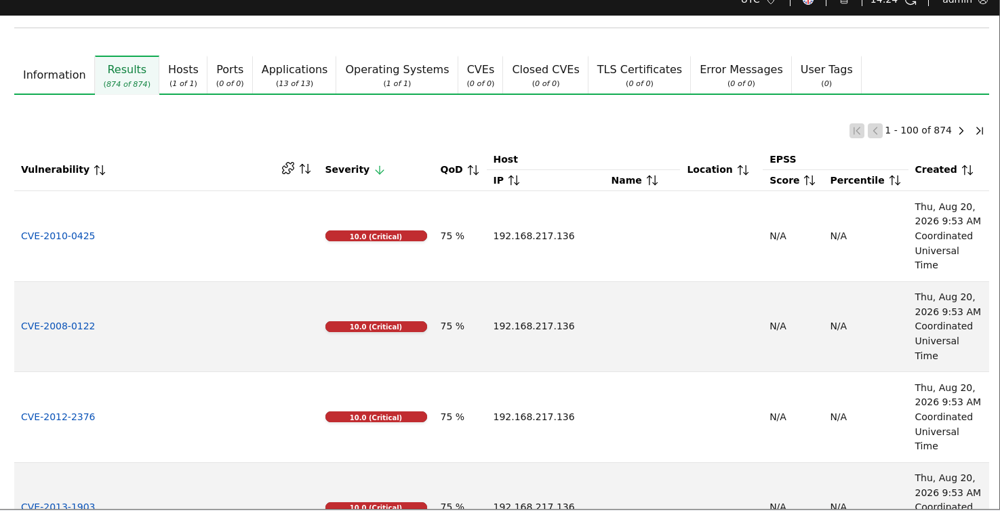 UTC 14:24 admin
Information Results Hosts Ports Applications Operating Systems CVEs Closed CVEs TLS Certificates Error Messages User Tags
(874 of 874) (1 of 1) (0 of 0) (13 of 13) (1 of 1) (0 of 0) (0 of 0) (0 of 0) (0 of 0) (0)
1 - 100 of 874
Vulnerability Severity QoD Host Location EPSS Created
IP Name Score Percentile
CVE-2010-0425 10.0 (Critical) 75 % 192.168.217.136 N/A N/A Thu, Aug 20,
2026 9:53 AM
Coordinated
Universal
Time
CVE-2008-0122 10.0 (Critical) 75 % 192.168.217.136 N/A N/A Thu, Aug 20,
2026 9:53 AM
Coordinated
Universal
Time
CVE-2012-2376 10.0 (Critical) 75 % 192.168.217.136 N/A N/A Thu, Aug 20,
2026 9:53 AM
Coordinated
Universal
Time
CVE-2013-1903 10.0 (Critical) 75 % 192.168.217.136 N/A N/A Thu, Aug 20,
2026 9:53 AM
Coordinated